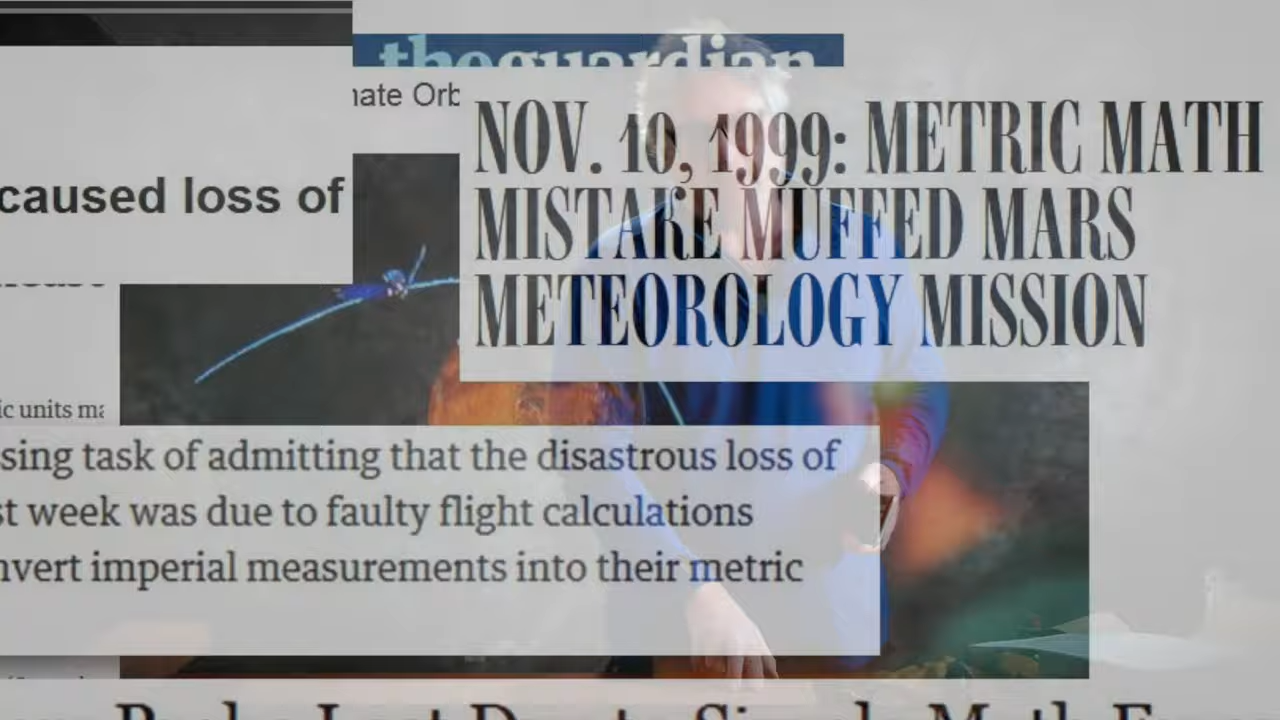 theguardian
nate Orb
NOV. 10, 1999: METRIC MATH
MISTAKE MUFFED MARS
METEOROLOGY MISSION
caused loss of
ic units ma
sing task of admitting that the disastrous loss of
st week was due to faulty flight calculations
nvert imperial measurements into their metric